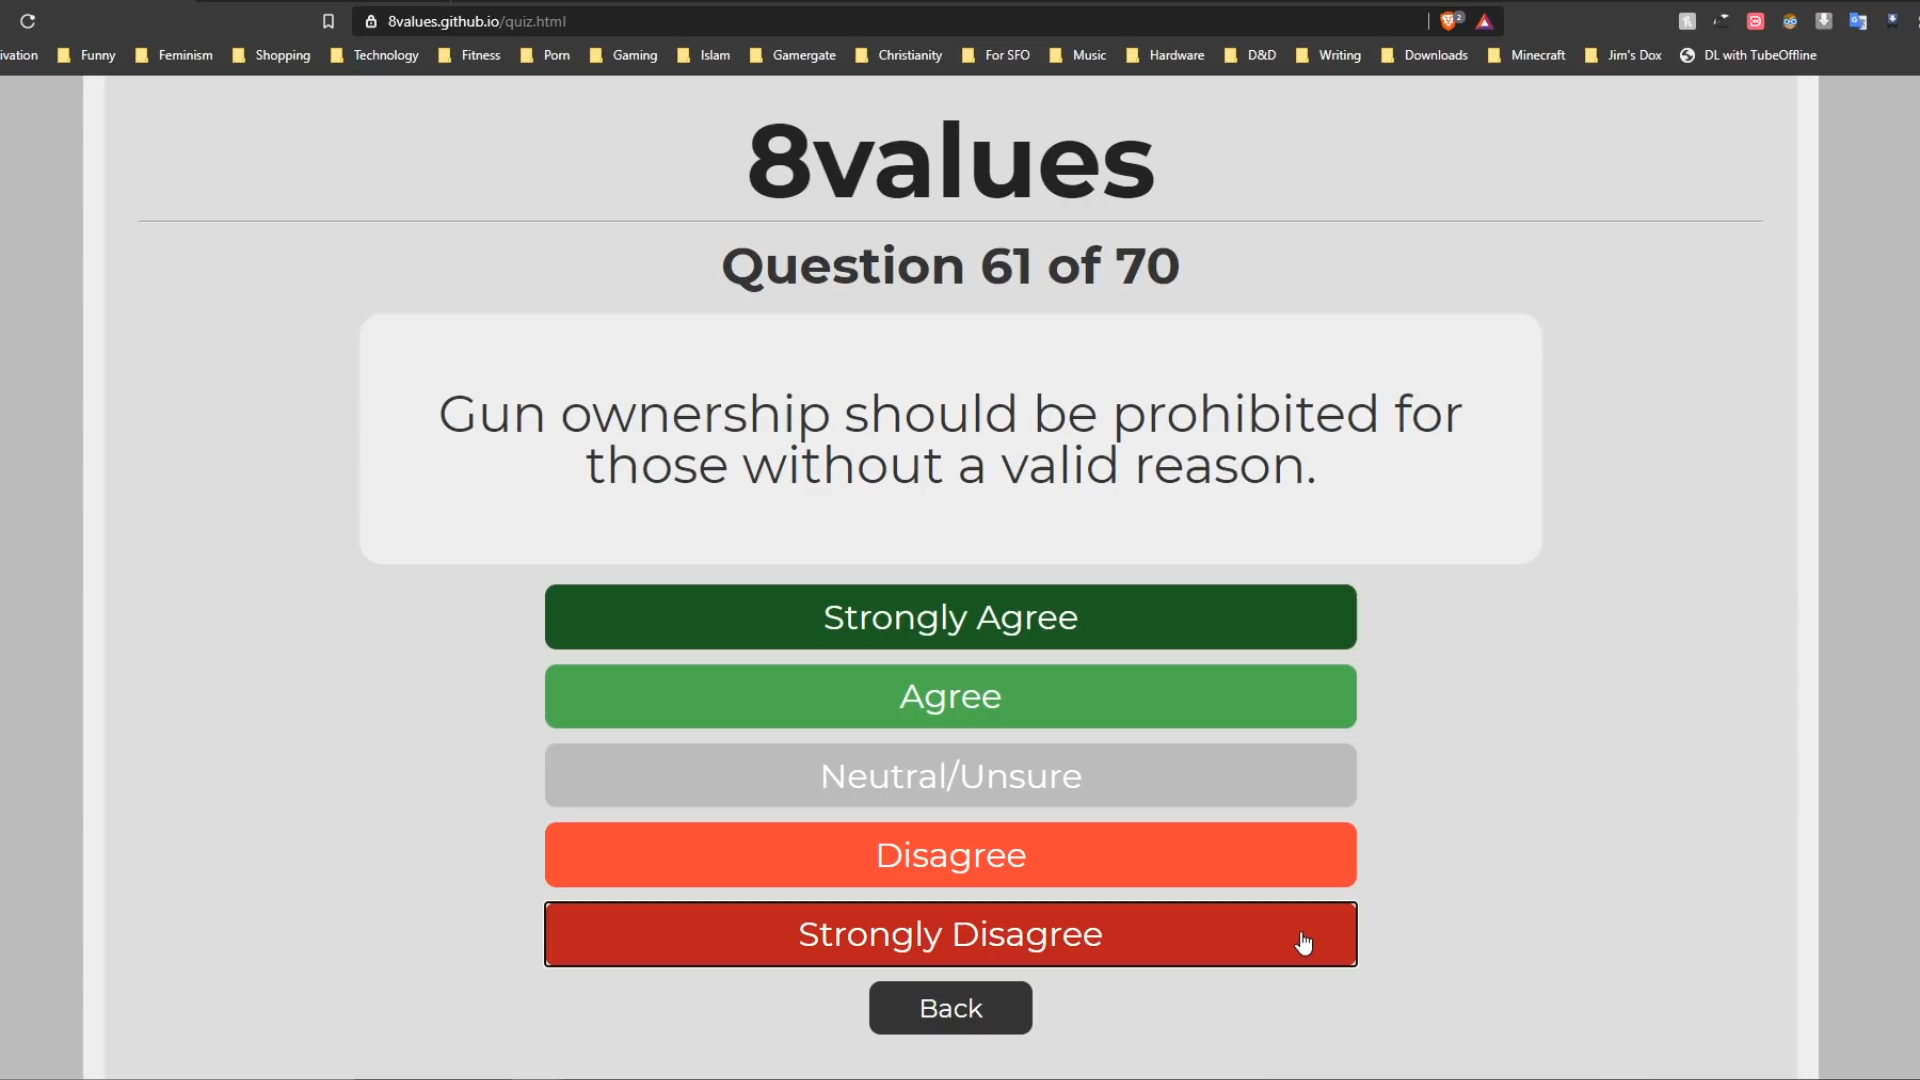 8values.github.io/quiz.html
2
ivation Funny Feminism Shopping Technology Fitness Porn Gaming Islam Gamergate Christianity For SFO Music Hardware D&D Writing Downloads Minecraft Jim's Dox DL with TubeOffline
8values
Question 61 of 70
Gun ownership should be prohibited for
those without a valid reason.
Strongly Agree
Agree
Neutral/Unsure
Disagree
Strongly Disagree
Back